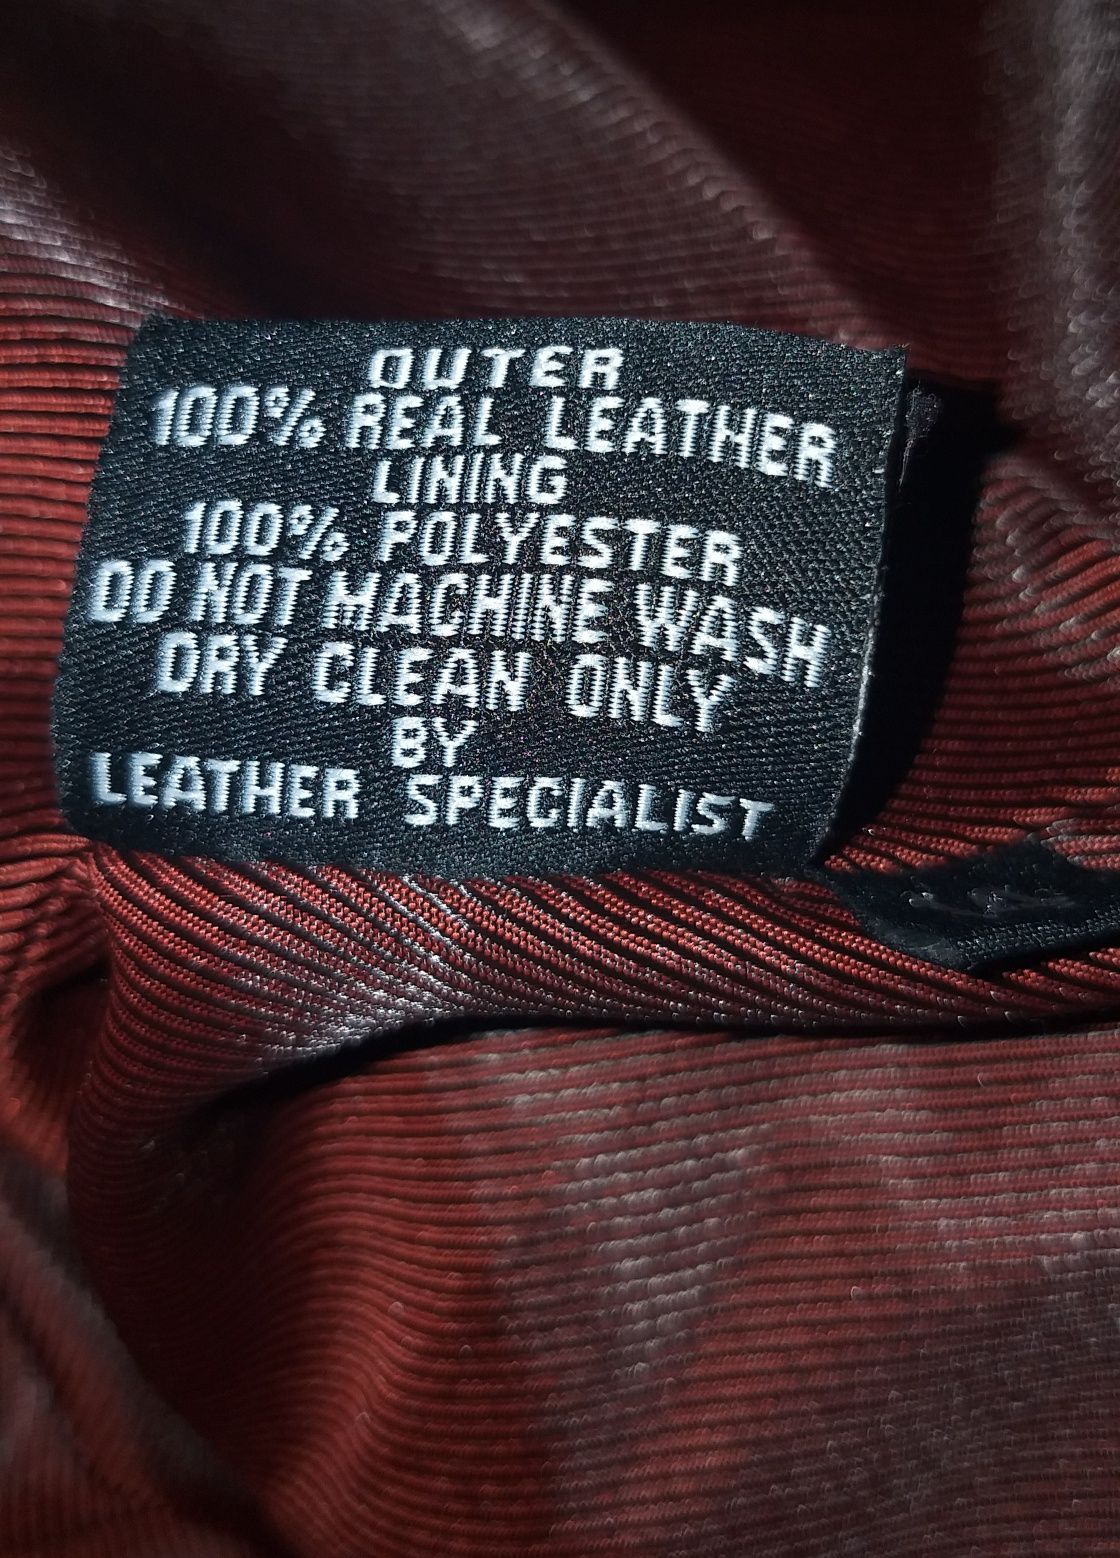 OUTER
100% REAL LEATHER
LINING
100% POLYESTER
DO NOT MACHINE WASH
DRY CLEAN ONLY
BY
LEATHER SPECIALIST